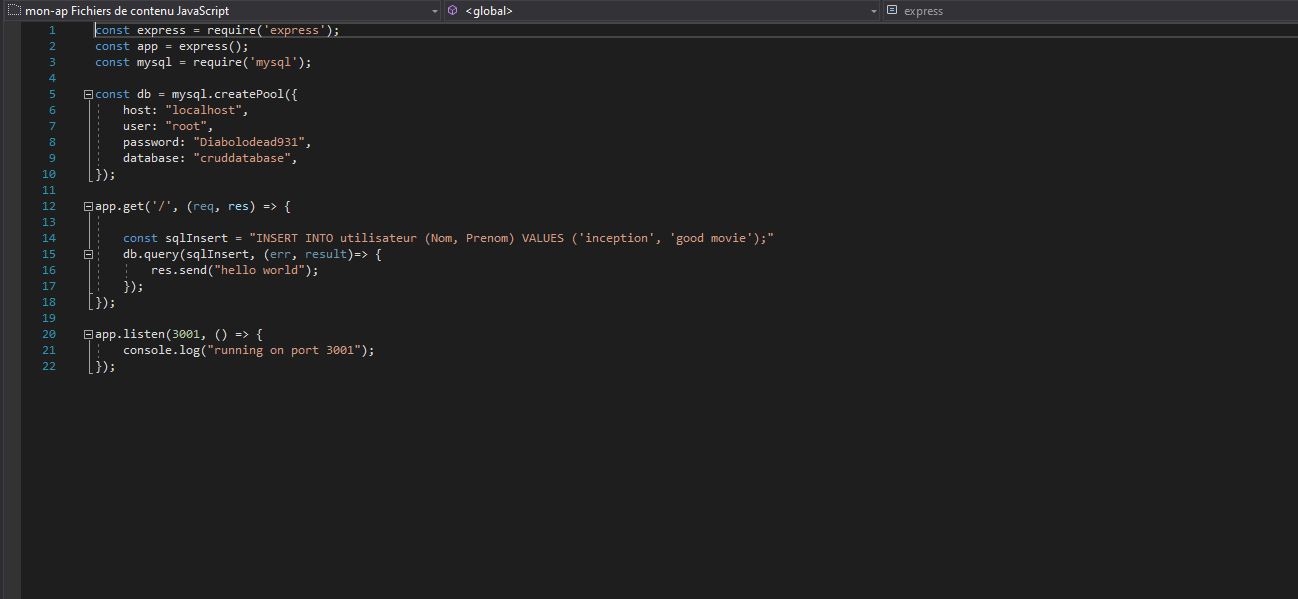 mon-ap Fichiers de contenu JavaScript <global> express
1 const express = require('express');
2 const app = express();
3 const mysql = require('mysql');
4
5 const db = mysql.createPool({
6 host: "localhost",
7 user: "root",
8 password: "Diabolodead931",
9 database: "cruddatabase",
10 });
11
12 app.get('/', (req, res) => {
13
14 const sqlInsert = "INSERT INTO utilisateur (Nom, Prenom) VALUES ('inception', 'good movie');"
15 db.query(sqlInsert, (err, result)=> {
16 res.send("hello world");
17 });
18 });
19
20 app.listen(3001, () => {
21 console.log("running on port 3001");
22 });